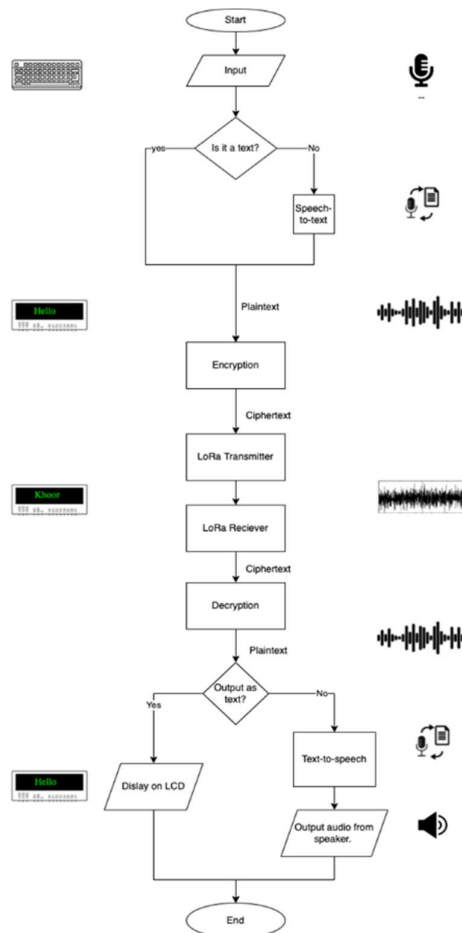 Start
Input
Is it a text?
yes
No
Speech-
to-text
Plaintext
Hello
Encryption
Ciphertext
LoRa Transmitter
Khoor
LoRa Reciever
Ciphertext
Decryption
Plaintext
Output as
text?
Yes
No
Text-to-speech
Dislay on LCD
Hello
Output audio from
speaker.
End